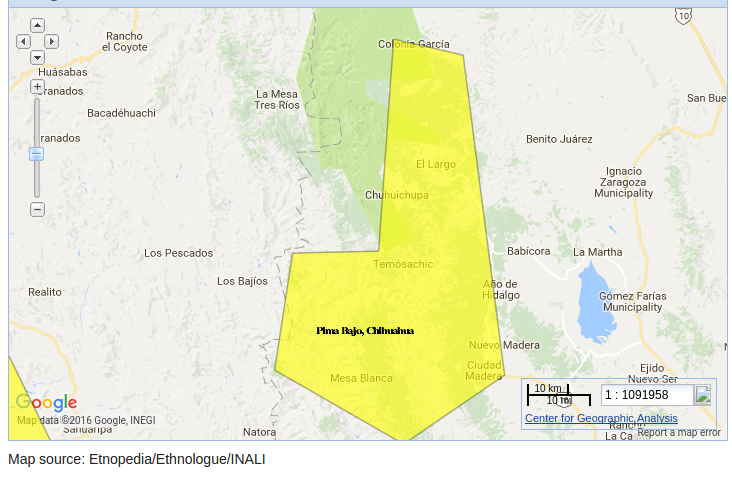 10
Rancho
el Coyote
Colonia García
Huásabas
Granados
La Mesa
Tres Ríos
San Bue
Bacadéhuachi
ranados
Benito Juárez
El Largo
Ignacio
Zaragoza
Municipality
Chuhuichupa
Los Pescados
Babícora
La Martha
Temósachic
Los Bajíos
Año de
Hidalgo
Realito
Gómez Farías
Municipality
Pima Bajo, Chihuahua
Nuevo Madera
Mesa Blanca
Ciudad
Madera
Ejido
Nuevo Ser
10 km
10 mi
1 : 1091958
Google
Map data ©2016 Google, INEGI
Center for Geographic Analysis
Sahuaripa
Natora
Rancho
La Ca
Report a map error
Map source: Etnopedia/Ethnologue/INALI